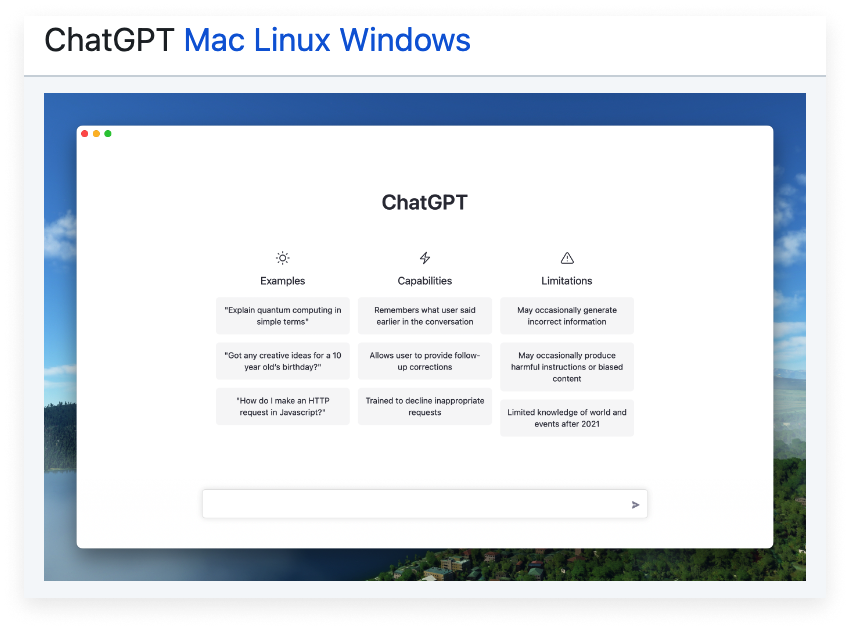 ChatGPT Mac Linux Windows
ChatGPT
Examples
"Explain quantum computing in
simple terms"
"Got any creative ideas for a 10
year old's birthday?"
"How do I make an HTTP
request in Javascript?"
Capabilities
Remembers what user said
earlier in the conversation
Allows user to provide follow-
up corrections
Trained to decline inappropriate
requests
Limitations
May occasionally generate
incorrect information
May occasionally produce
harmful instructions or biased
content
Limited knowledge of world and
events after 2021